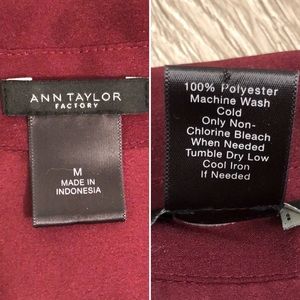 ANN TAYLOR
FACTORY
M
MADE IN
INDONESIA
100% Polyester
Machine Wash
Cold
Only Non-
Chlorine Bleach
When Needed
Tumble Dry Low
Cool Iron
If Needed